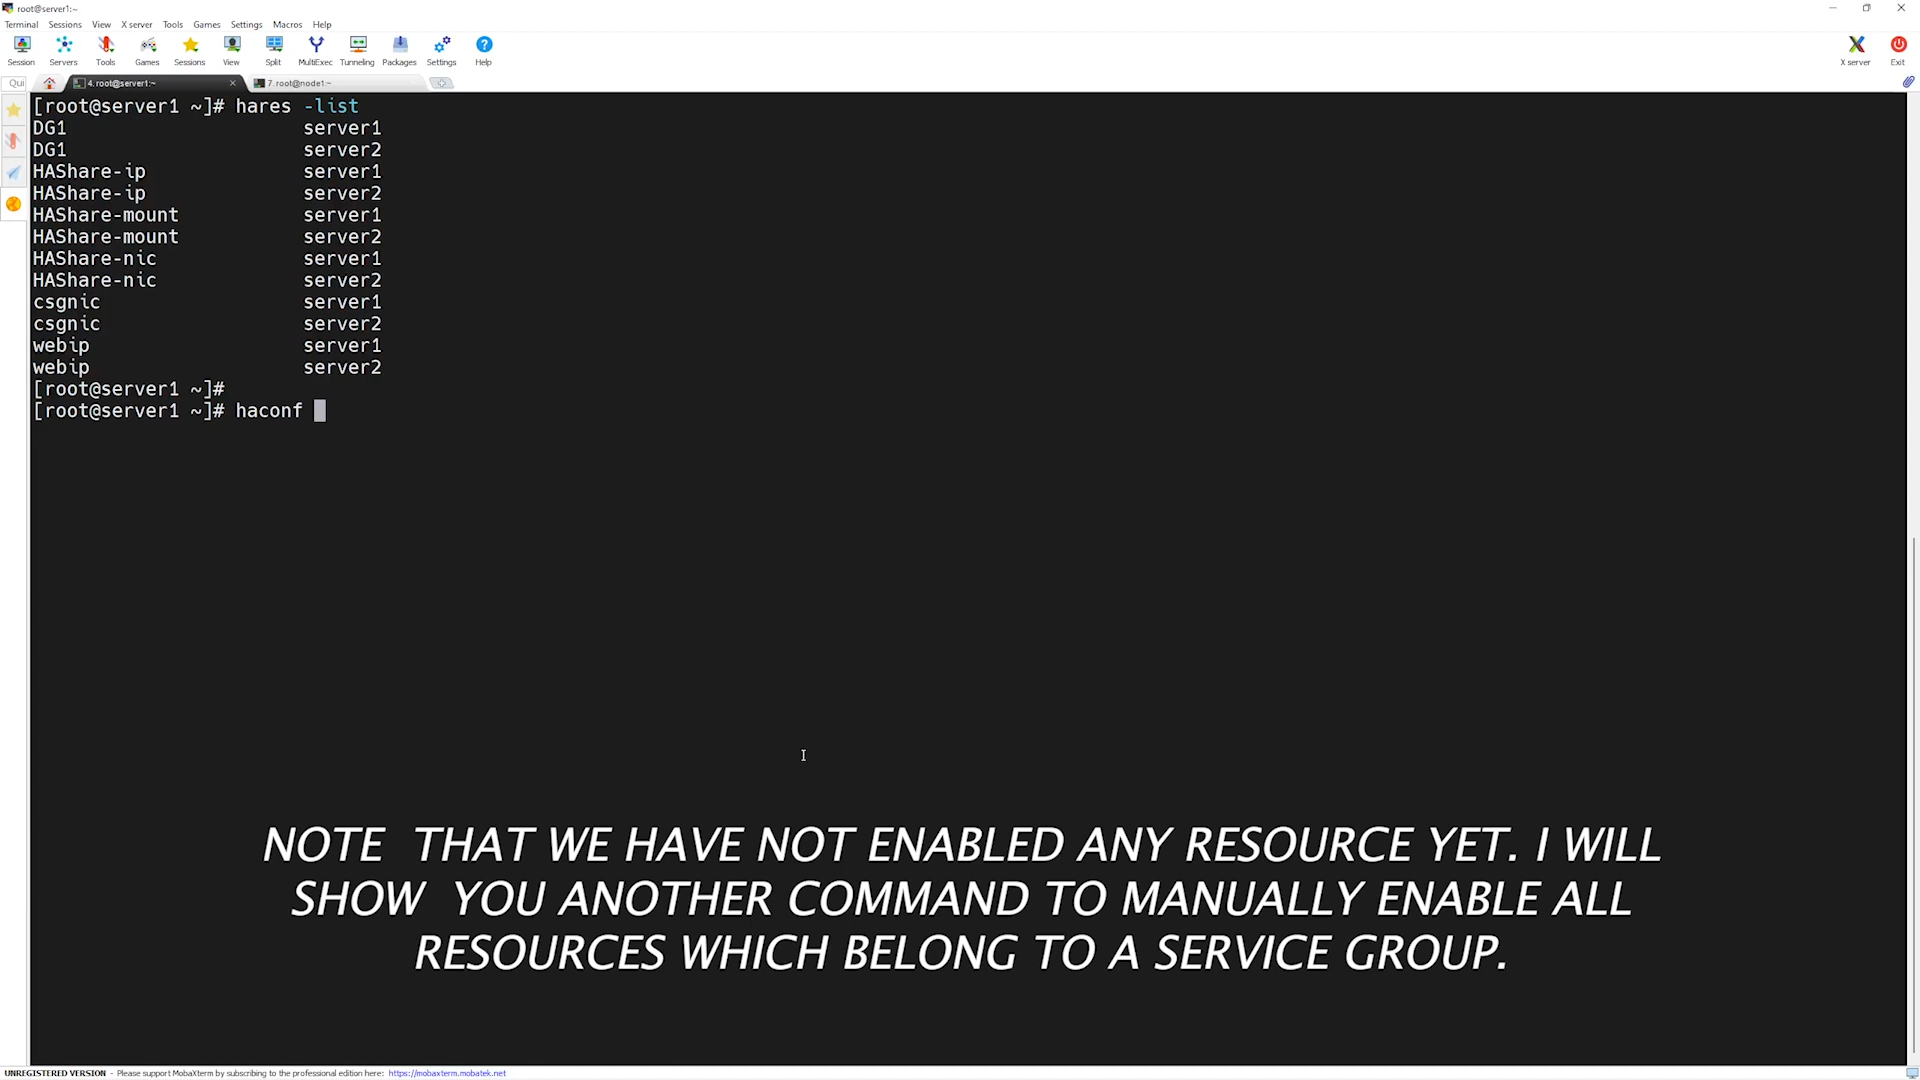 root@server1:~
Terminal Sessions View X server Tools Games Settings Macros Help
Session Servers Tools Games Sessions View Split MultiExec Tunneling Packages Settings Help X server Exit
Qui 4. root@server1:~ 7. root@node1:~
[root@server1 ~]# hares -list
DG1 server1
DG1 server2
HAShare-ip server1
HAShare-ip server2
HAShare-mount server1
HAShare-mount server2
HAShare-nic server1
HAShare-nic server2
csgnic server1
csgnic server2
webip server1
webip server2
[root@server1 ~]#
[root@server1 ~]# haconf
NOTE THAT WE HAVE NOT ENABLED ANY RESOURCE YET. I WILL
SHOW YOU ANOTHER COMMAND TO MANUALLY ENABLE ALL
RESOURCES WHICH BELONG TO A SERVICE GROUP.
UNREGISTERED VERSION - Please support MobaXterm by subscribing to the professional edition here: https://mobaxterm.mobatek.net